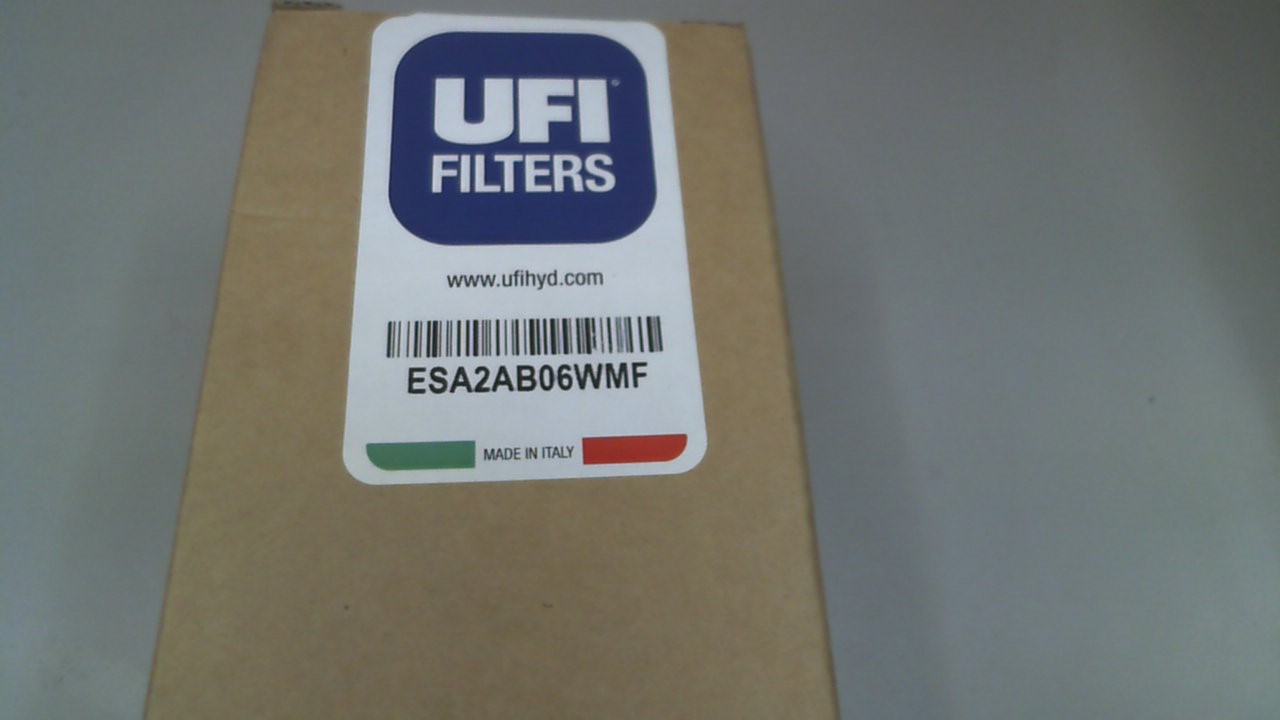 UFI
FILTERS
www.ufihyd.com
ESA2AB06WMF
MADE IN ITALY